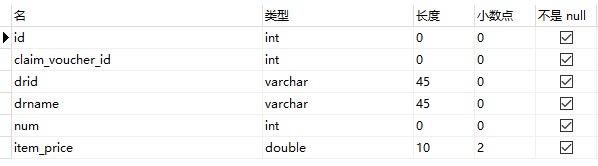 名 类型 长度 小数点 不是 null
id int 0 0
claim_voucher_id int 0 0
drid varchar 45 0
drname varchar 45 0
num int 0 0
item_price double 10 2